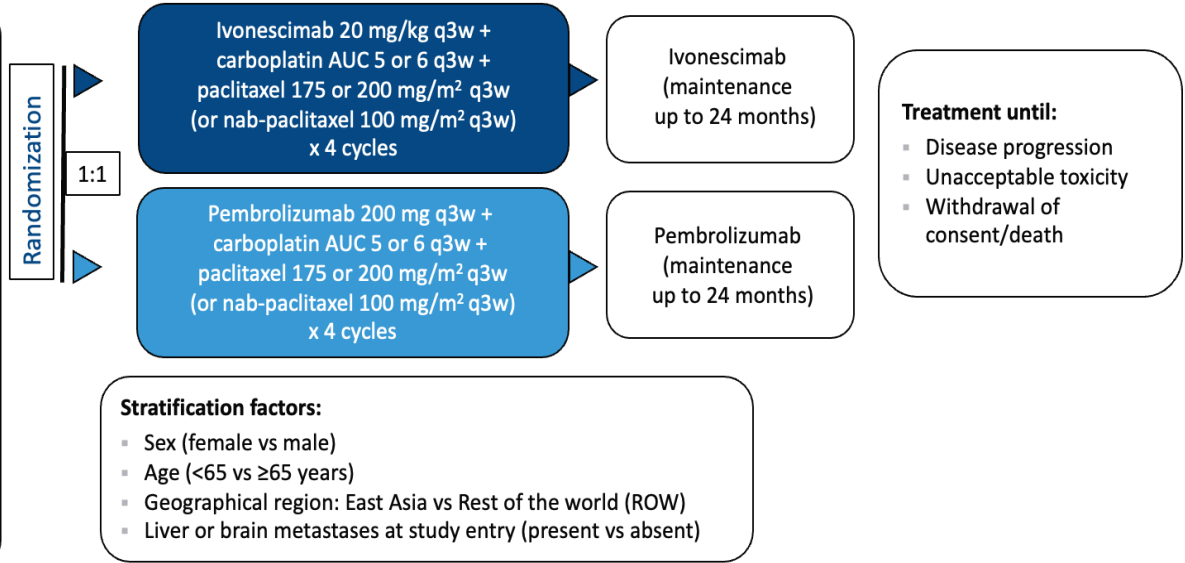 Randomization
1:1
Ivonescimab 20 mg/kg q3w +
carboplatin AUC 5 or 6 q3w +
paclitaxel 175 or 200 mg/m² q3w
(or nab-paclitaxel 100 mg/m² q3w)
x 4 cycles
Ivonescimab
(maintenance
up to 24 months)
Pembrolizumab 200 mg q3w +
carboplatin AUC 5 or 6 q3w +
paclitaxel 175 or 200 mg/m² q3w
(or nab-paclitaxel 100 mg/m² q3w)
x 4 cycles
Pembrolizumab
(maintenance
up to 24 months)
Treatment until:
▪ Disease progression
▪ Unacceptable toxicity
▪ Withdrawal of
consent/death
Stratification factors:
▪ Sex (female vs male)
▪ Age (<65 vs ≥65 years)
▪ Geographical region: East Asia vs Rest of the world (ROW)
▪ Liver or brain metastases at study entry (present vs absent)